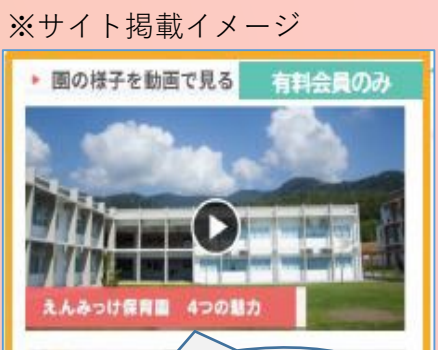 ※サイト掲載イメージ
園の様子を動画で見る 有料会員のみ
えんみっけ保育園 4つの魅力